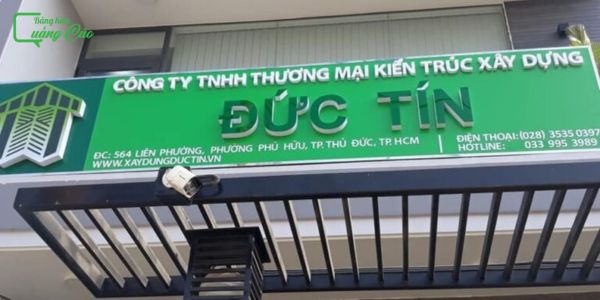 Bảng hiệu
Quảng Cáo
CÔNG TY TNHH THƯƠNG MẠI KIẾN TRÚC XÂY DỰNG
ĐỨC TÍN
ĐC: 564 LIÊN PHƯỜNG, PHƯỜNG PHÚ HỮU, TP. THỦ ĐỨC, TP. HCM
WWW.XAYDUNGDUCTIN.VN
ĐIỆN THOẠI: (028) 3535 0397
HOTLINE: 033 995 3989